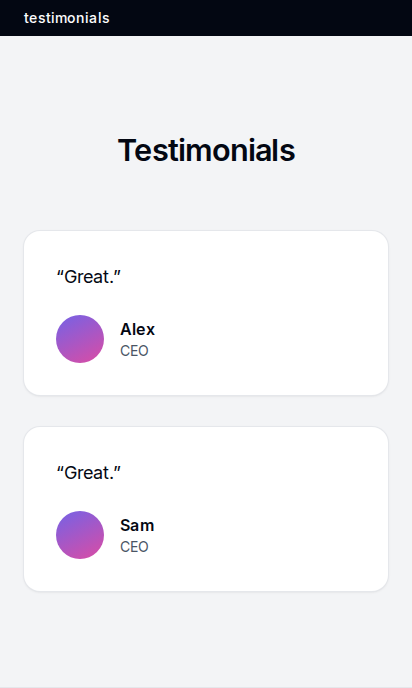 testimonials
Testimonials
“Great.”
Alex
CEO
“Great.”
Sam
CEO